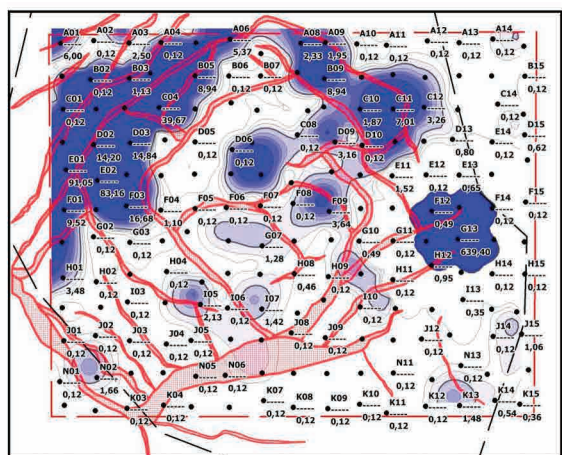 A01 6,00
A02 0,12
A03 2,50
A04 0,12
A06 5,37
A08 2,33
A09 1,95
A10 0,12
A11 0,12
A12 0,12
A13 0,12
A14 0,12
B02 0,12
B03 1,13
B05 8,94
B06 0,12
B07 0,12
B09 8,94
B15 0,12
C01 0,12
C04 39,67
C08 0,12
C10 1,87
C11 7,01
C12 3,26
C14 0,12
D02 14,20
D03 14,84
D05 0,12
D06 0,12
D09 3,16
D10 0,12
D13 0,80
D15 0,62
E01 91,05
E02 83,16
E11 1,52
E12 0,12
E13 0,65
E14 0,12
F01 9,52
F03 16,68
F04 1,10
F05 0,12
F06 0,12
F07 0,12
F08 0,12
F09 3,64
F12 0,49
F14 0,12
F15 0,12
G02 0,12
G03 0,12
G07 1,28
G10 0,49
G11 0,12
G13 639,40
H01 3,48
H02 0,12
H04 0,12
H08 0,46
H09 0,12
H11 0,12
H12 0,95
H14 0,12
H15 0,12
I03 0,12
I05 2,13
I06 0,12
I07 1,42
I10 0,12
I13 0,35
J01 0,12
J02 0,12
J03 0,12
J04 0,12
J05 0,12
J08 0,12
J09 0,12
J12 0,12
J14 0,12
J15 1,06
N01 0,12
N02 1,66
N05 0,12
N06 0,12
N11 0,12
N13 0,12
K03 0,12
K04 0,12
K07 0,12
K08 0,12
K09 0,12
K10 0,12
K11 0,12
K12 0,12
K13 1,48
K14 0,54
K15 0,36